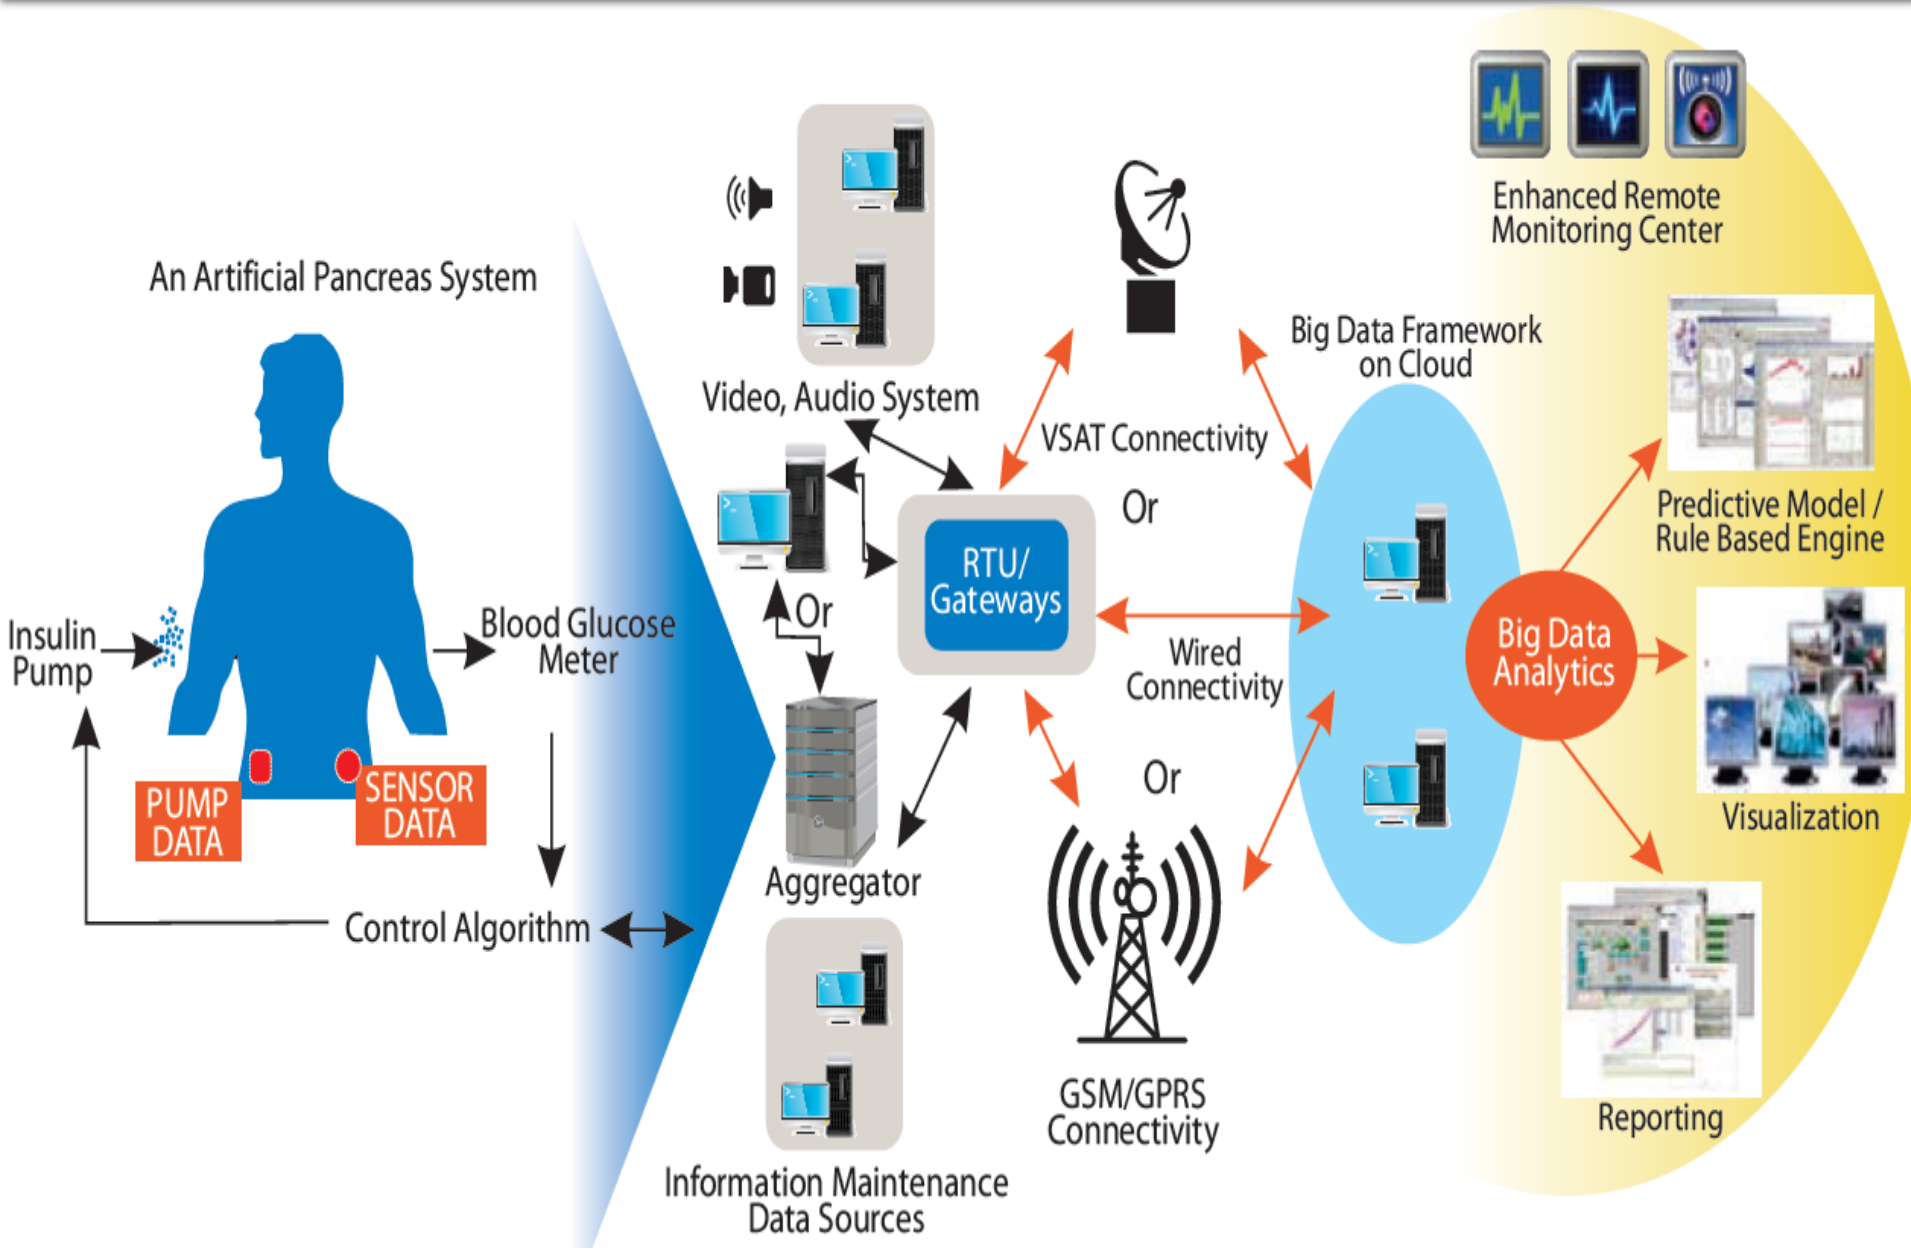 An Artificial Pancreas System
Insulin
Pump
Blood Glucose
Meter
PUMP
DATA
SENSOR
DATA
Control Algorithm
Video, Audio System
Or
Aggregator
Information Maintenance
Data Sources
RTU/
Gateways
VSAT Connectivity
Or
Wired
Connectivity
Or
GSM/GPRS
Connectivity
Big Data Framework
on Cloud
Big Data
Analytics
Enhanced Remote
Monitoring Center
Predictive Model /
Rule Based Engine
Visualization
Reporting